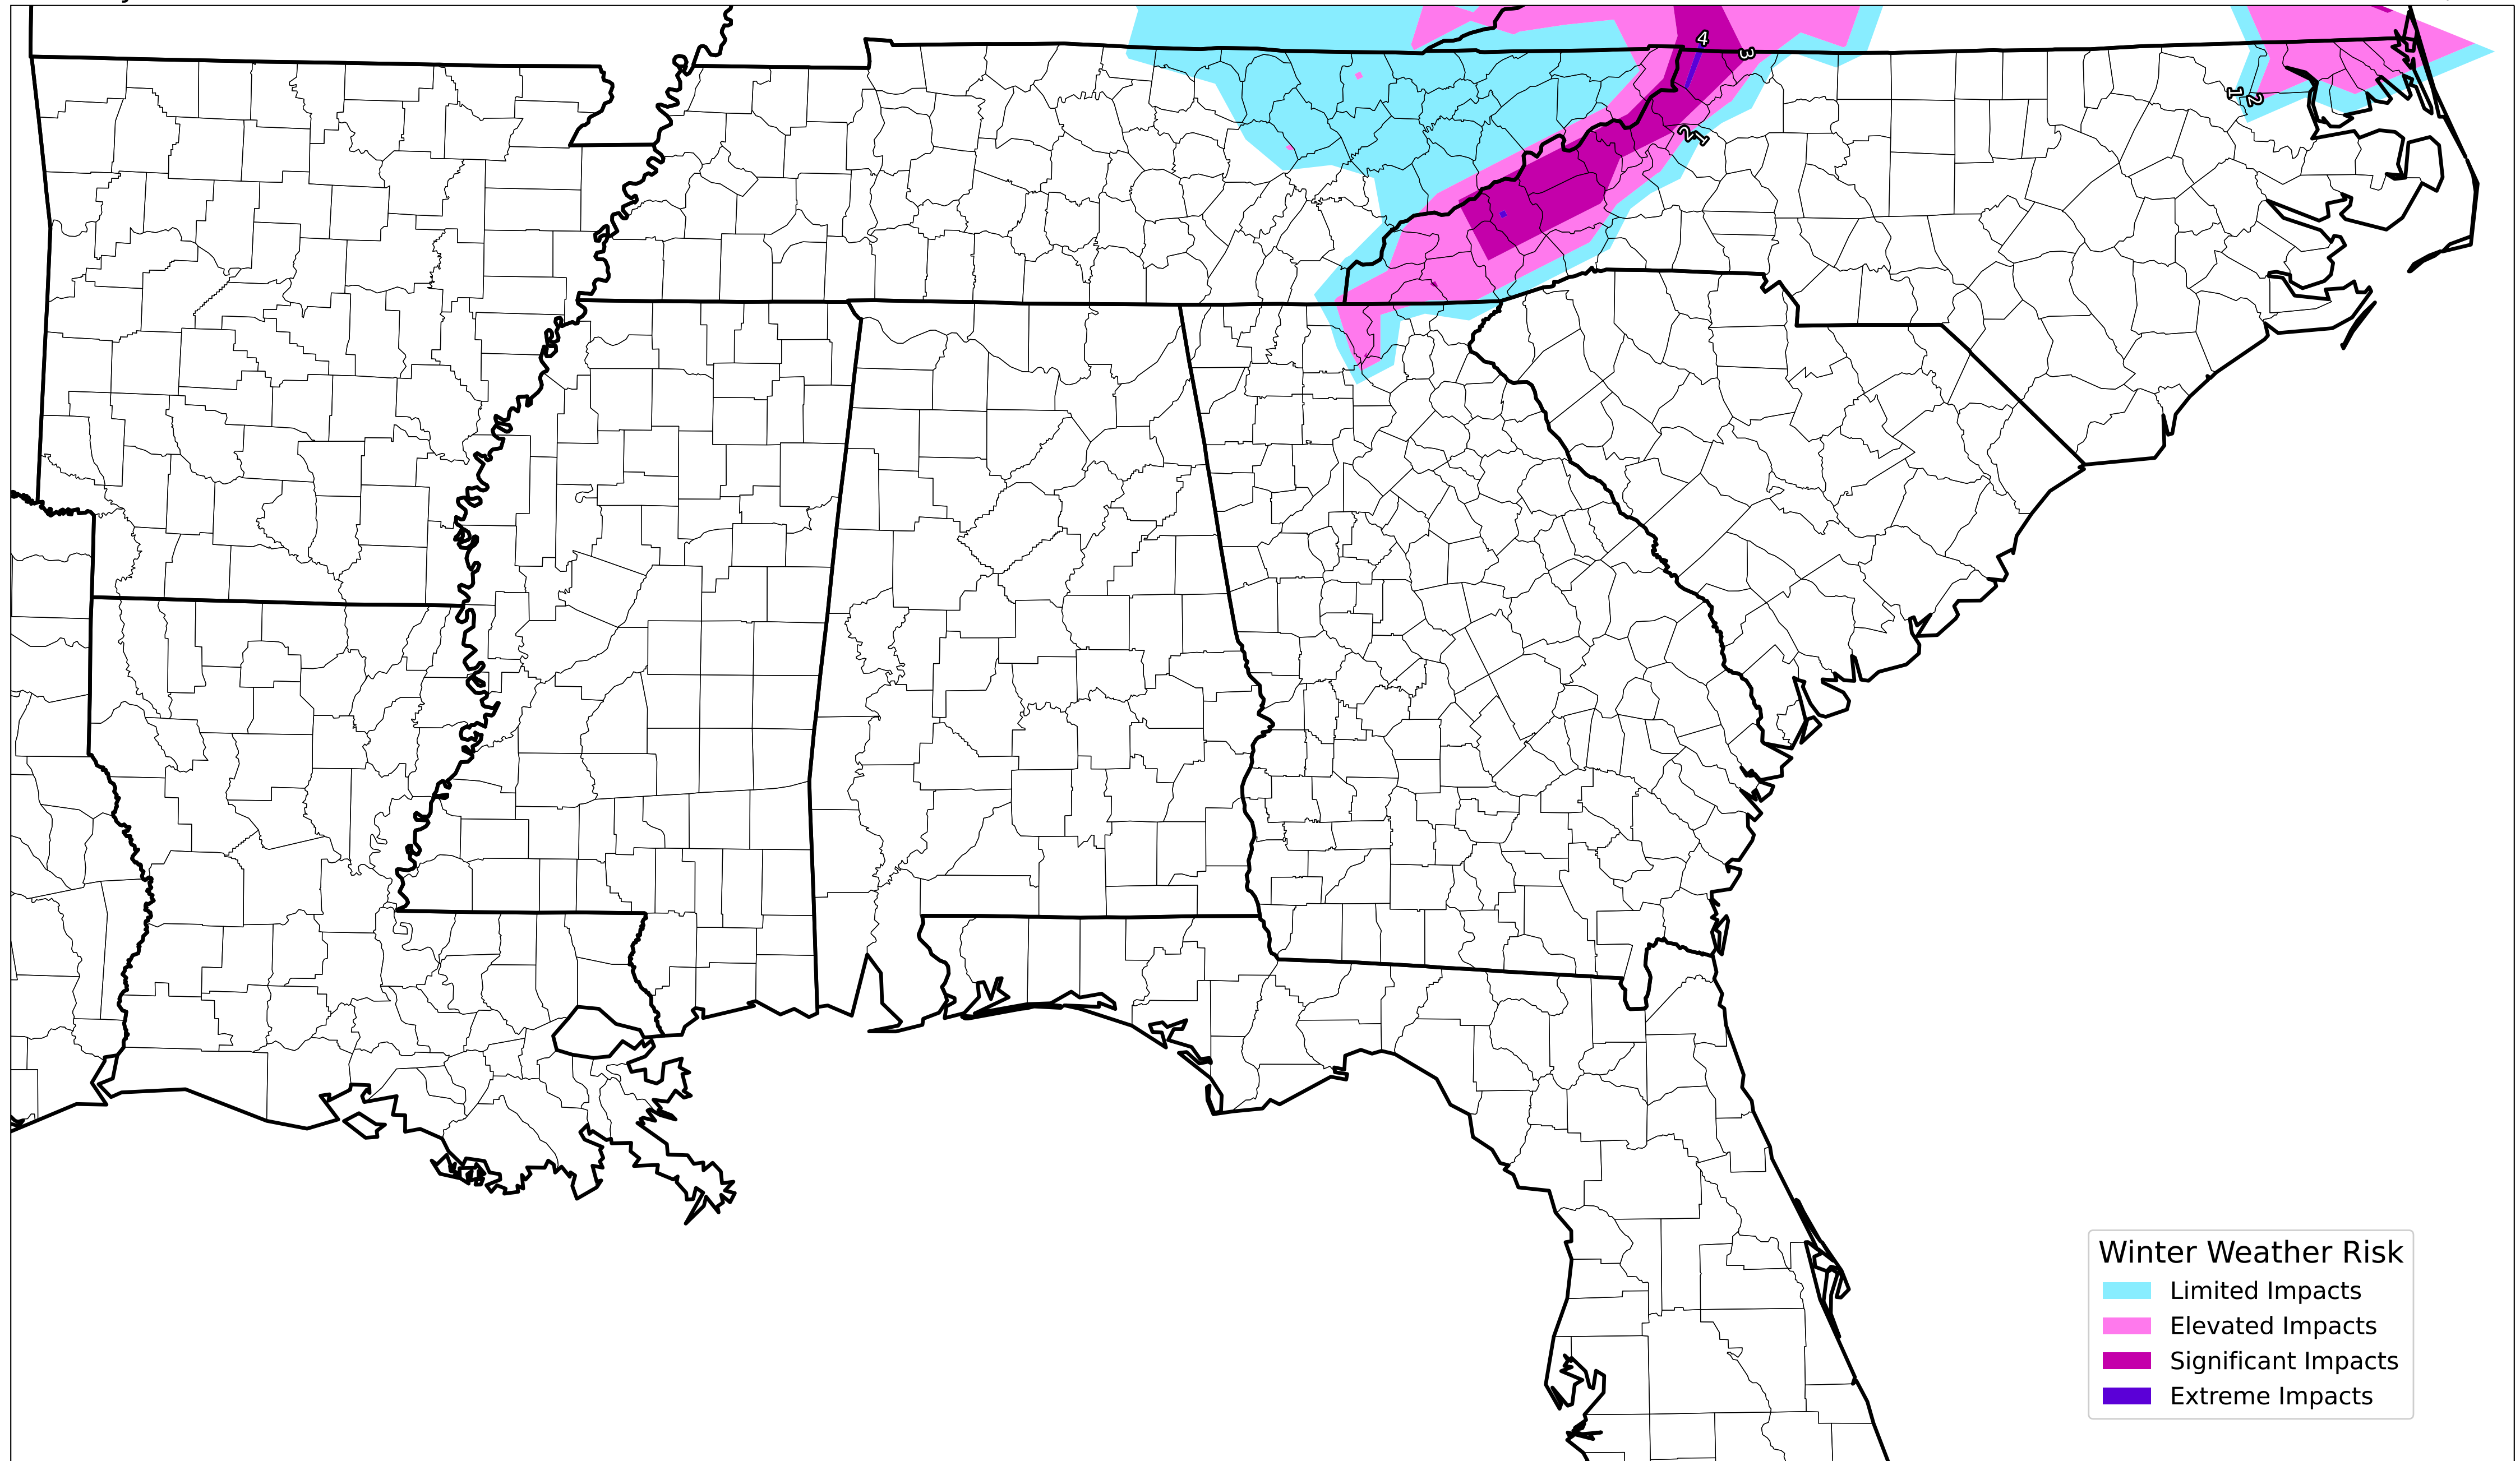 4
3
1
2
2
1
Winter Weather Risk
Limited Impacts
Elevated Impacts
Significant Impacts
Extreme Impacts